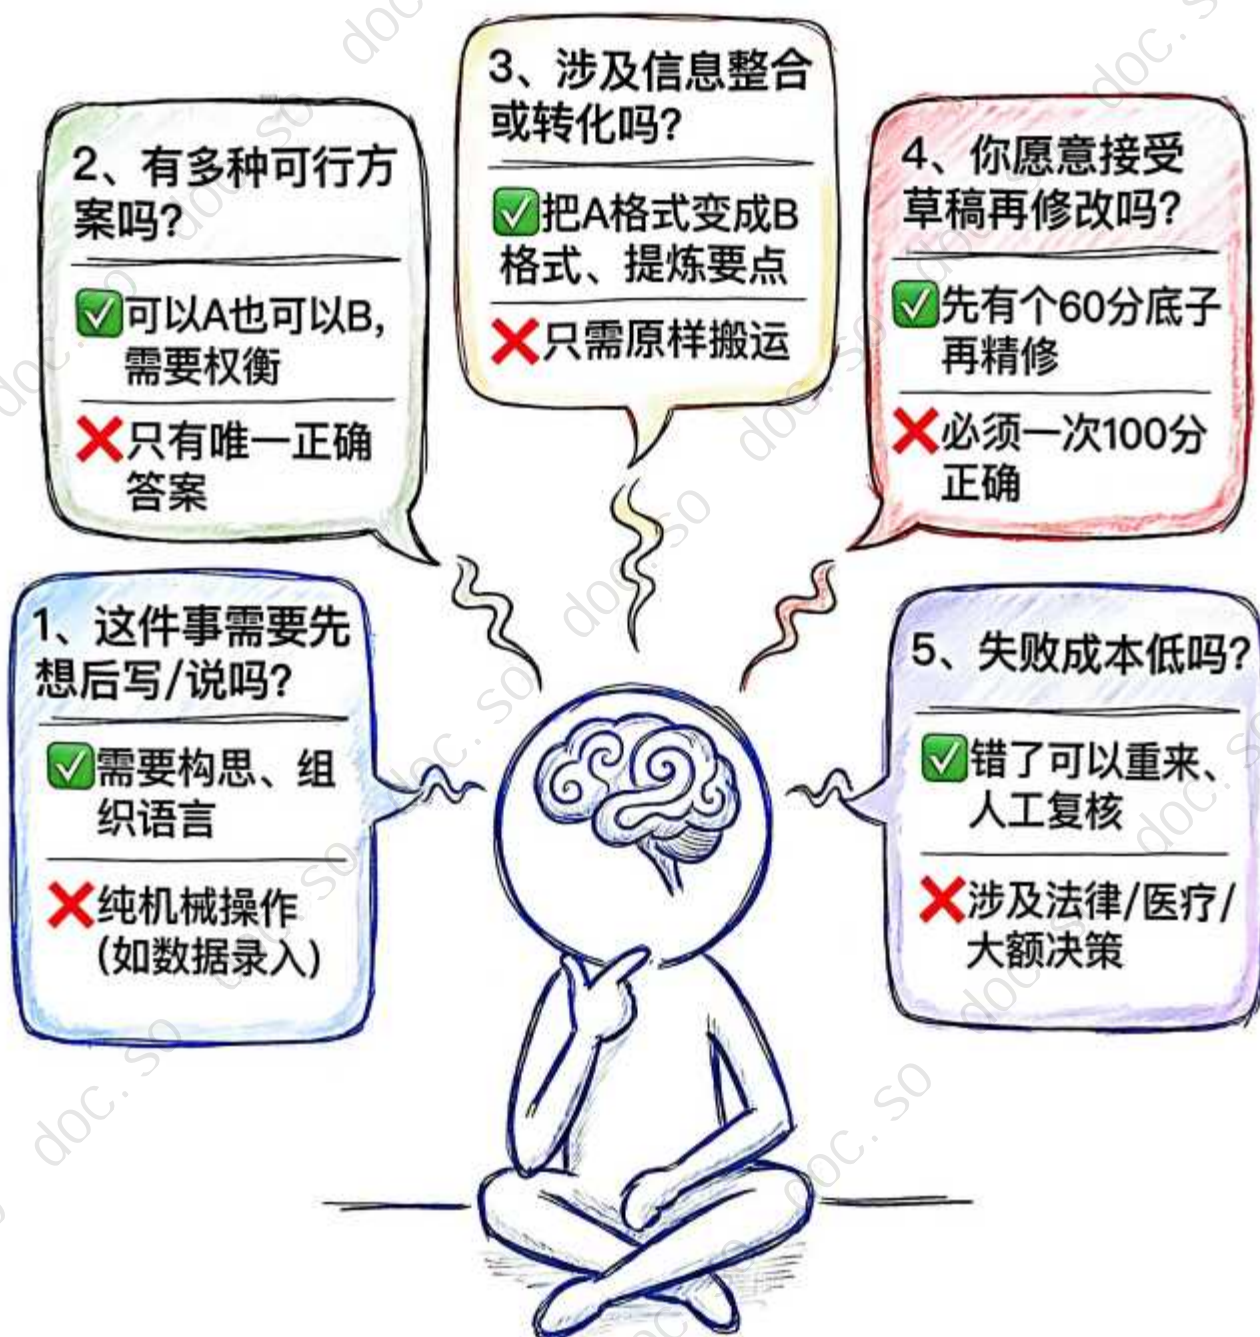 1、这件事需要先
想后写/说吗?
✅需要构思、组
织语言
❌纯机械操作
(如数据录入)
2、有多种可行方
案吗?
✅可以A也可以B,
需要权衡
❌只有唯一正确
答案
3、涉及信息整合
或转化吗?
✅把A格式变成B
格式、提炼要点
❌只需原样搬运
4、你愿意接受
草稿再修改吗?
✅先有个60分底子
再精修
❌必须一次100分
正确
5、失败成本低吗?
✅错了可以重来、
人工复核
❌涉及法律/医疗/
大额决策
doc.so